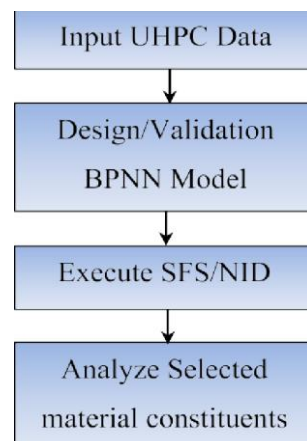 Input UHPC Data
Design/Validation
BPNN Model
Execute SFS/NID
Analyze Selected
material constituents